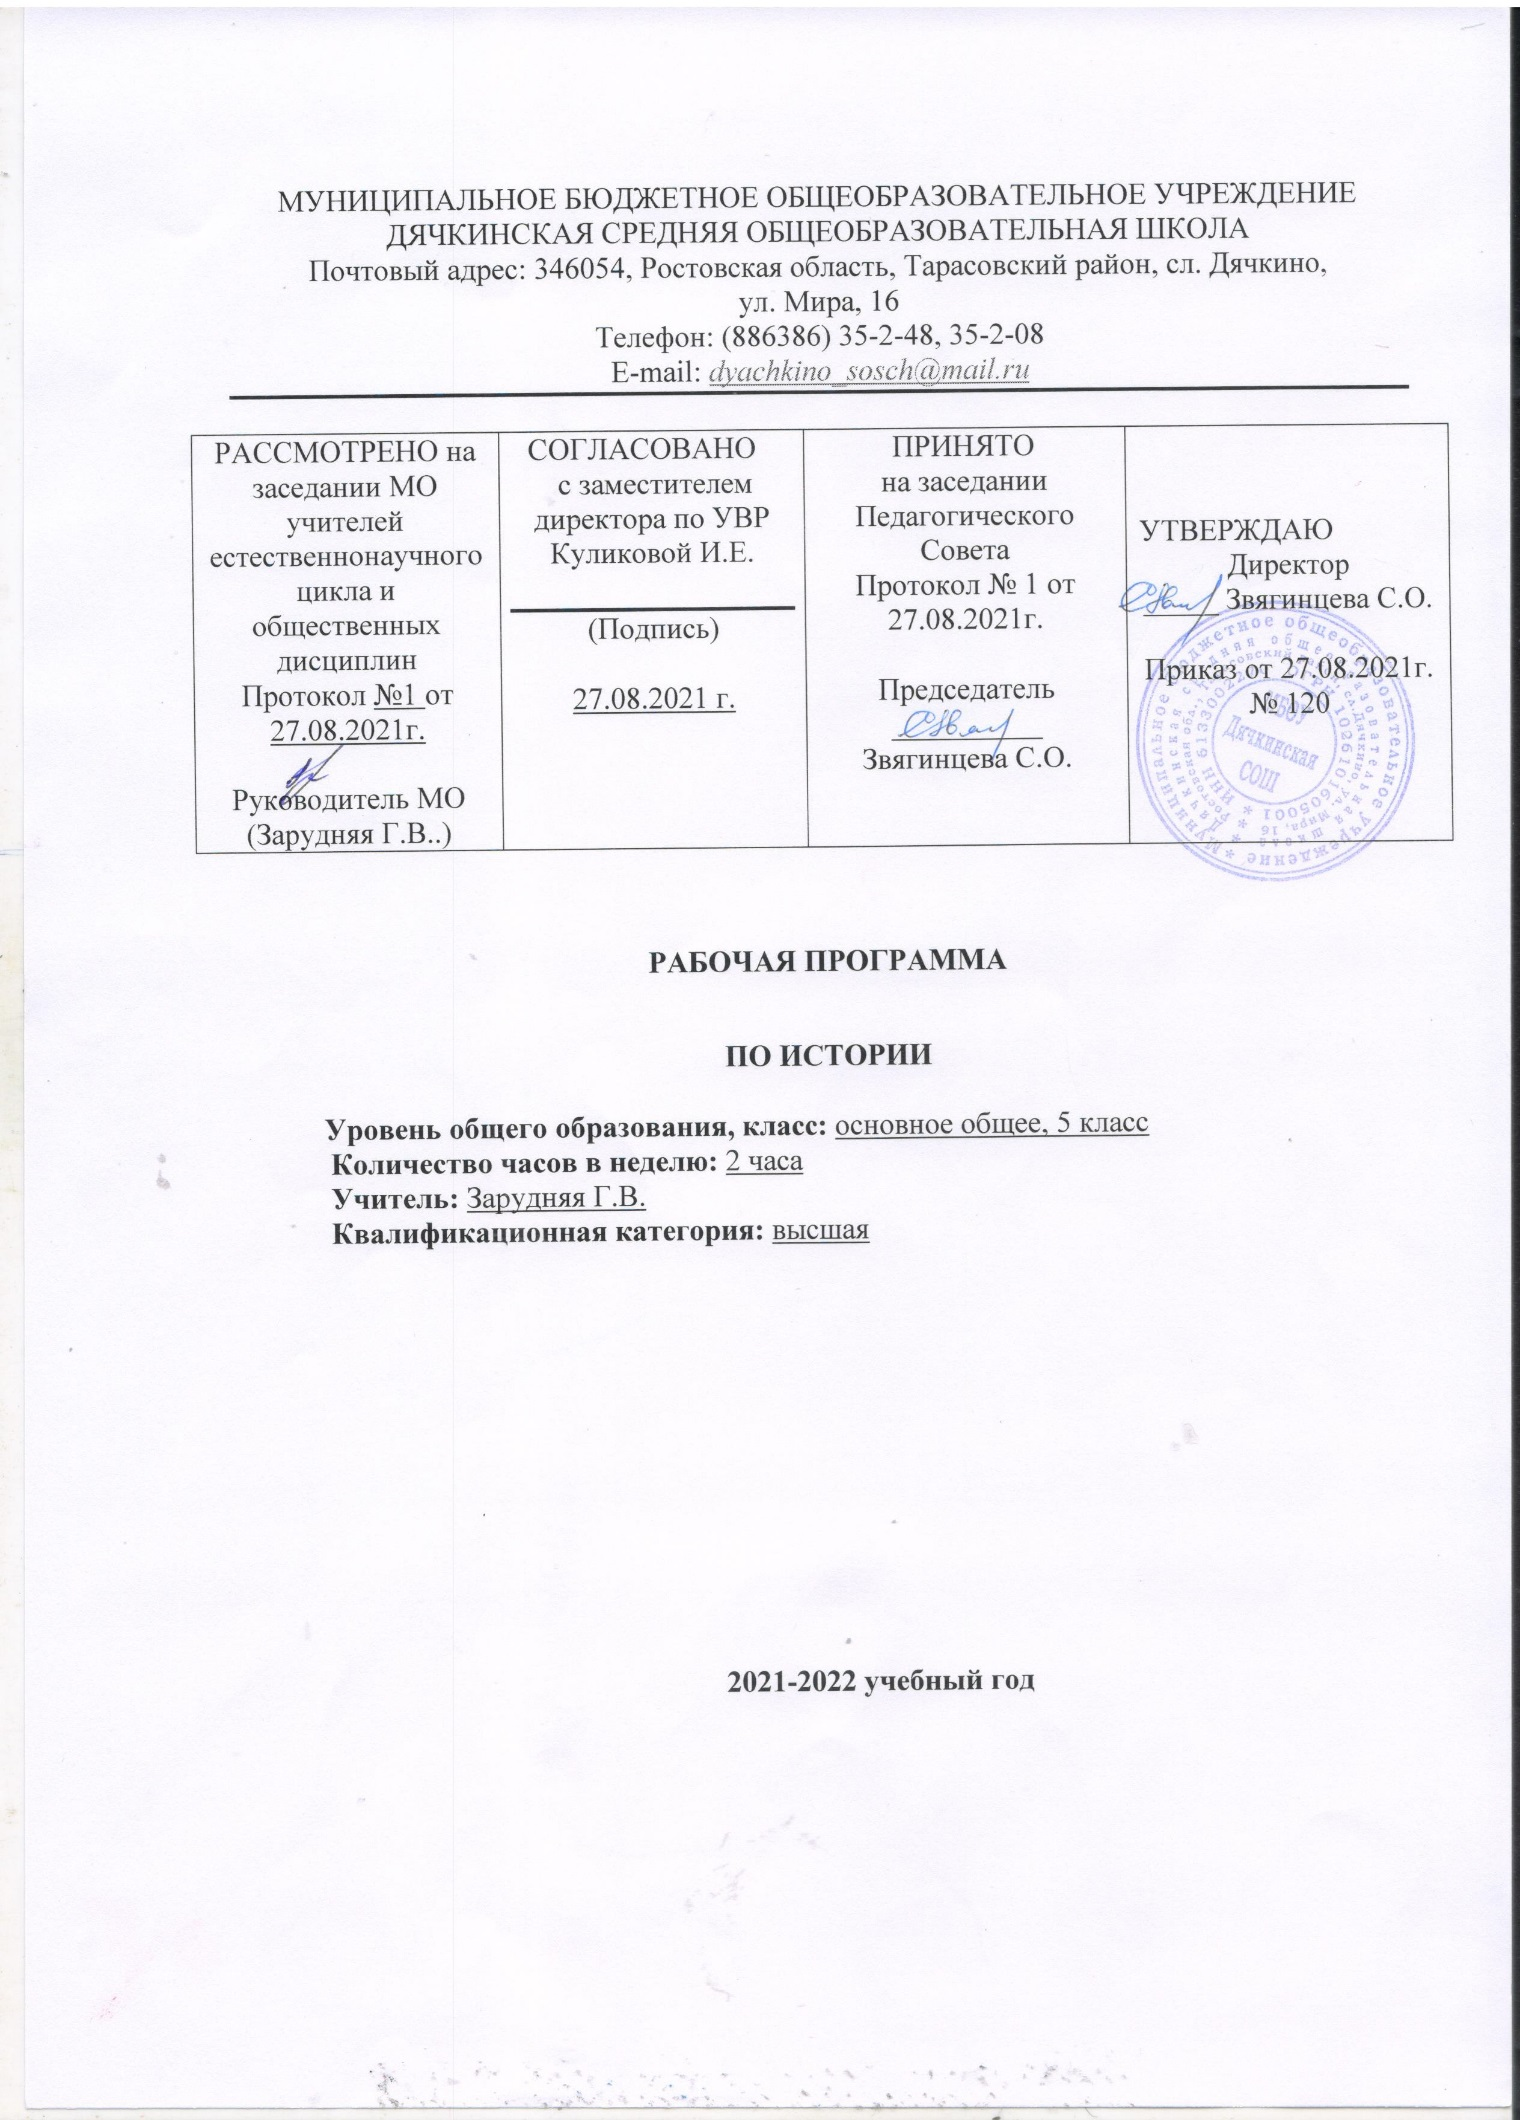 МУНИЦИПАЛЬНОЕ БЮДЖЕТНОЕ ОБЩЕОБРАЗОВАТЕЛЬНОЕ УЧРЕЖДЕНИЕ
ДЯЧКИНСКАЯ СРЕДНЯЯ ОБЩЕОБРАЗОВАТЕЛЬНАЯ ШКОЛА
Почтовый адрес: 346054, Ростовская область, Тарасовский район, сл. Дячкино,
ул. Мира, 16
Телефон: (886386) 35-2-48, 35-2-08
E-mail: dyachkino_sosch@mail.ru
РАССМОТРЕНО на
заседании МО
учителей
естественнонаучного
цикла и
общественных
дисциплин
Протокол №1 от
27.08.2021г.
Руководитель МО
(Зарудняя Г.В..)
СОГЛАСОВАНО
с заместителем
директора по УВР
Куликовой И.Е.
(Подпись)
27.08.2021 г.
ПРИНЯТО
на заседании
Педагогического
Совета
Протокол № 1 от
27.08.2021г.
Председатель
Звягинцева С.О.
УТВЕРЖДАЮ
Директор
Звягинцева С.О.
Приказ от 27.08.2021г.
№ 120
МБОУ
Дячкинская
СОШ
РАБОЧАЯ ПРОГРАММА
ПО ИСТОРИИ
Уровень общего образования, класс: основное общее, 5 класс
Количество часов в неделю: 2 часа
Учитель: Зарудняя Г.В.
Квалификационная категория: высшая
2021-2022 учебный год